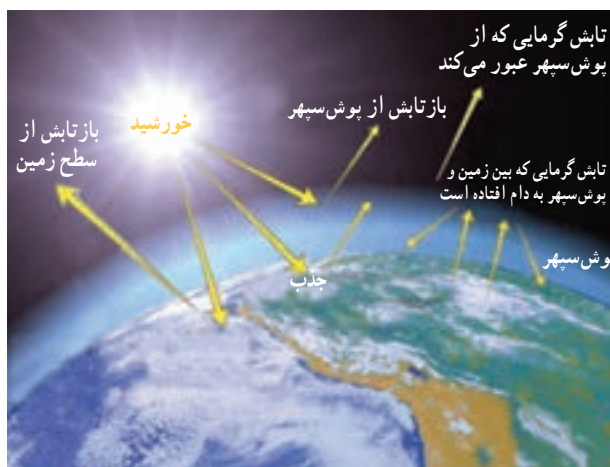 تابش گرمایی که از
پوش‌سپهر عبور می‌کند
بازتابش از پوش‌سپهر
خورشید
بازتابش از
سطح زمین
تابش گرمایی که بین زمین و
پوش‌سپهر به دام افتاده است
وش‌سپهر
جذب